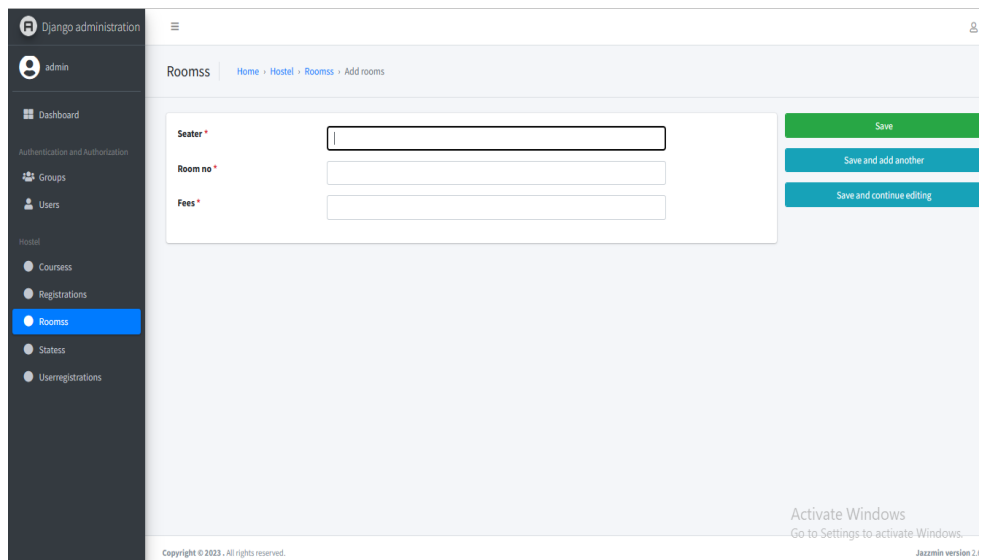 Django administration
admin
Dashboard
Authentication and Authorization
Groups
Users
Hostel
Coursess
Registrations
Roomss
Statess
Userregistrations
Roomss
Home › Hostel › Roomss › Add rooms
Seater *
Room no *
Fees *
Save
Save and add another
Save and continue editing
Activate Windows
Go to Settings to activate Windows.
Copyright © 2023 . All rights reserved.
Jazzmin version